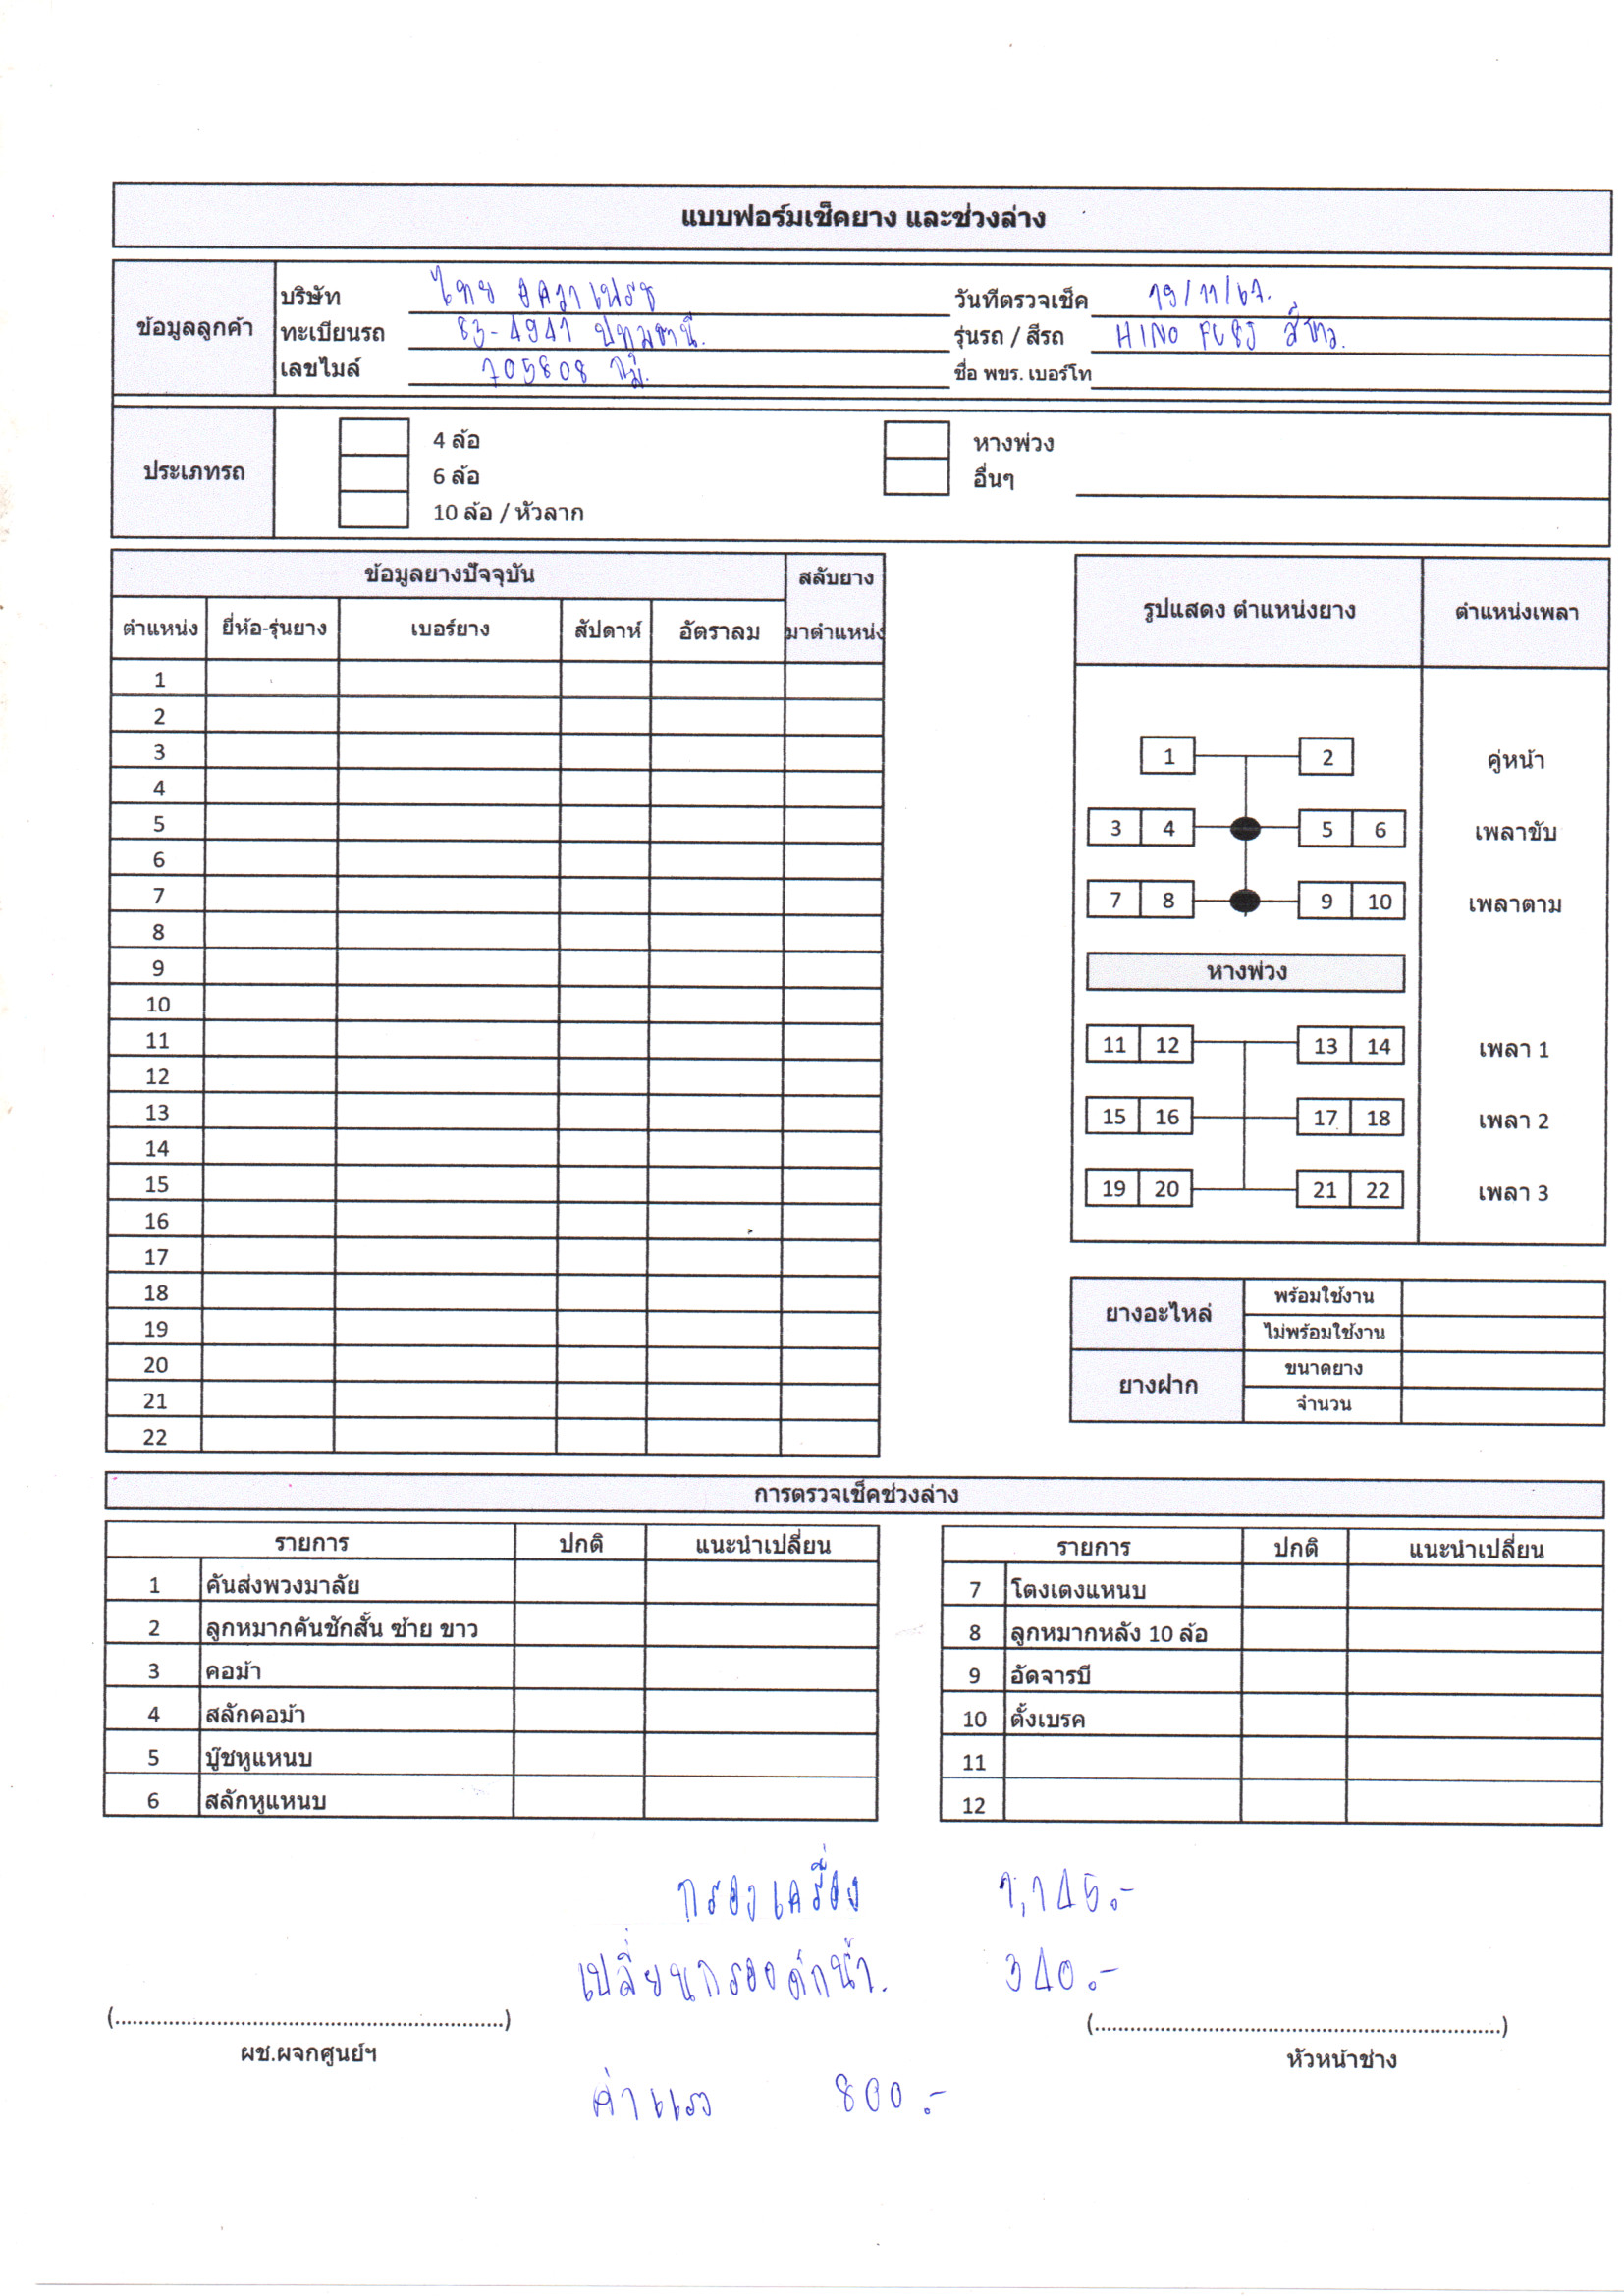 แบบฟอร์มเช็คยาง และช่วงล่าง
ข้อมูลลูกค้า
บริษัท ไทย อควา เฟรช วันที่ตรวจเช็ค 19/11/67.
ทะเบียนรถ 83-4941 ปทุมธานี. รุ่นรถ / สีรถ HINO สีขาว.
เลขไมล์ 705808 กม. ชื่อ พขร. เบอร์โท
ประเภทรถ
4 ล้อ หางพ่วง
6 ล้อ อื่นๆ
10 ล้อ / หัวลาก
ข้อมูลยางปัจจุบัน สลับยาง
ตำแหน่ง ยี่ห้อ-รุ่นยาง เบอร์ยาง สัปดาห์ อัตราลม มาตำแหน่ง
1
2
3
4
5
6
7
8
9
10
11
12
13
14
15
16
17
18
19
20
21
22
รูปแสดง ตำแหน่งยาง ตำแหน่งเพลา
1 2 คู่หน้า
3 4 5 6 เพลาขับ
7 8 9 10 เพลาตาม
หางพ่วง
11 12 13 14 เพลา 1
15 16 17 18 เพลา 2
19 20 21 22 เพลา 3
ยางอะไหล่ พร้อมใช้งาน
ไม่พร้อมใช้งาน
ยางฝาก ขนาดยาง
จำนวน
การตรวจเช็คช่วงล่าง
รายการ ปกติ แนะนำเปลี่ยน
1 คันส่งพวงมาลัย
2 ลูกหมากคันชักสั้น ซ้าย ขาว
3 คอม้า
4 สลักคอม้า
5 บู๊ชหูแหนบ
6 สลักหูแหนบ
รายการ ปกติ แนะนำเปลี่ยน
7 โตงเตงแหนบ
8 ลูกหมากหลัง 10 ล้อ
9 อัดจารบี
10 ตั้งเบรค
11
12
กรองเครื่อง 1,145.-
เปลี่ยนกรองดักน้ำ. 340.-
(................................................................) (................................................................)
ผช.ผจกศูนย์ฯ หัวหน้าช่าง
ค่าแรง 800.-